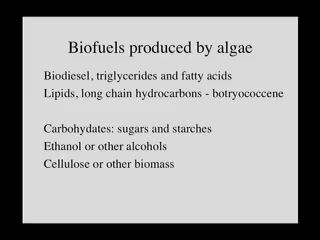 Biofuels produced by algae
Biodiesel, triglycerides and fatty acids
Lipids, long chain hydrocarbons - botryococcene
Carbohydates: sugars and starches
Ethanol or other alcohols
Cellulose or other biomass